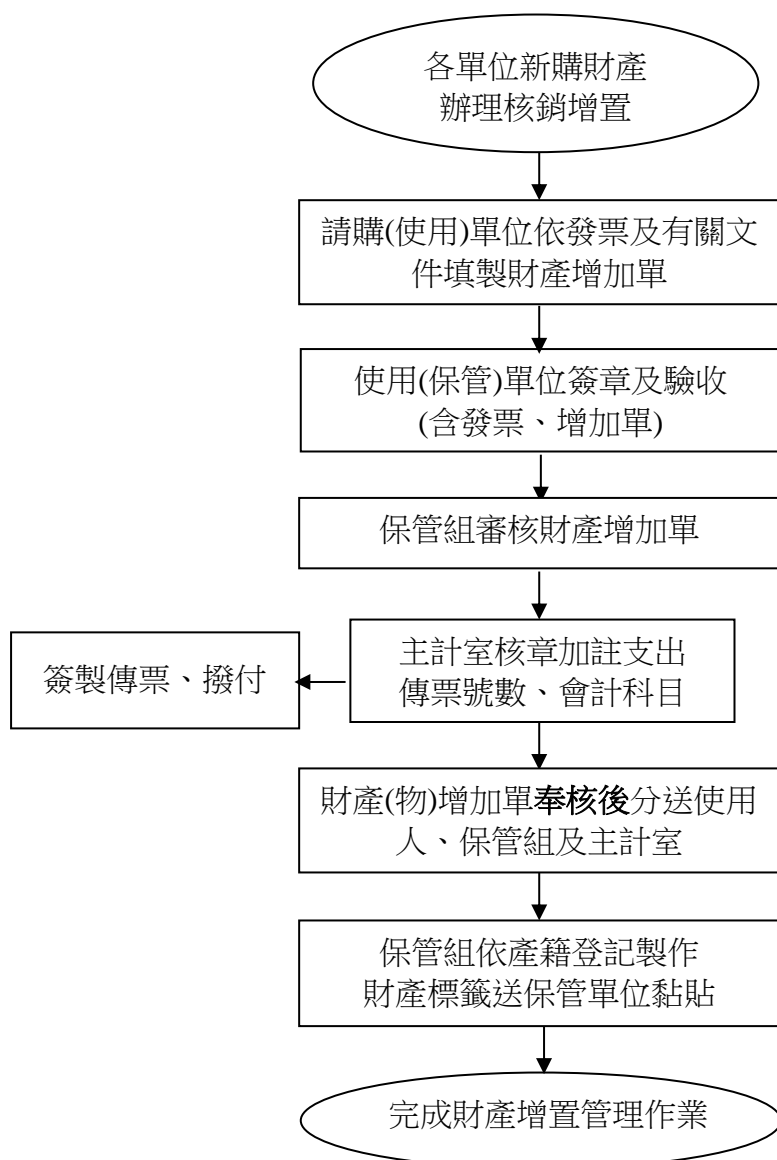 各單位新購財產
辦理核銷增置
請購(使用)單位依發票及有關文
件填製財產增加單
使用(保管)單位簽章及驗收
(含發票、增加單)
保管組審核財產增加單
簽製傳票、撥付
主計室核章加註支出
傳票號數、會計科目
財產(物)增加單奉核後分送使用
人、保管組及主計室
保管組依產籍登記製作
財產標籤送保管單位黏貼
完成財產增置管理作業